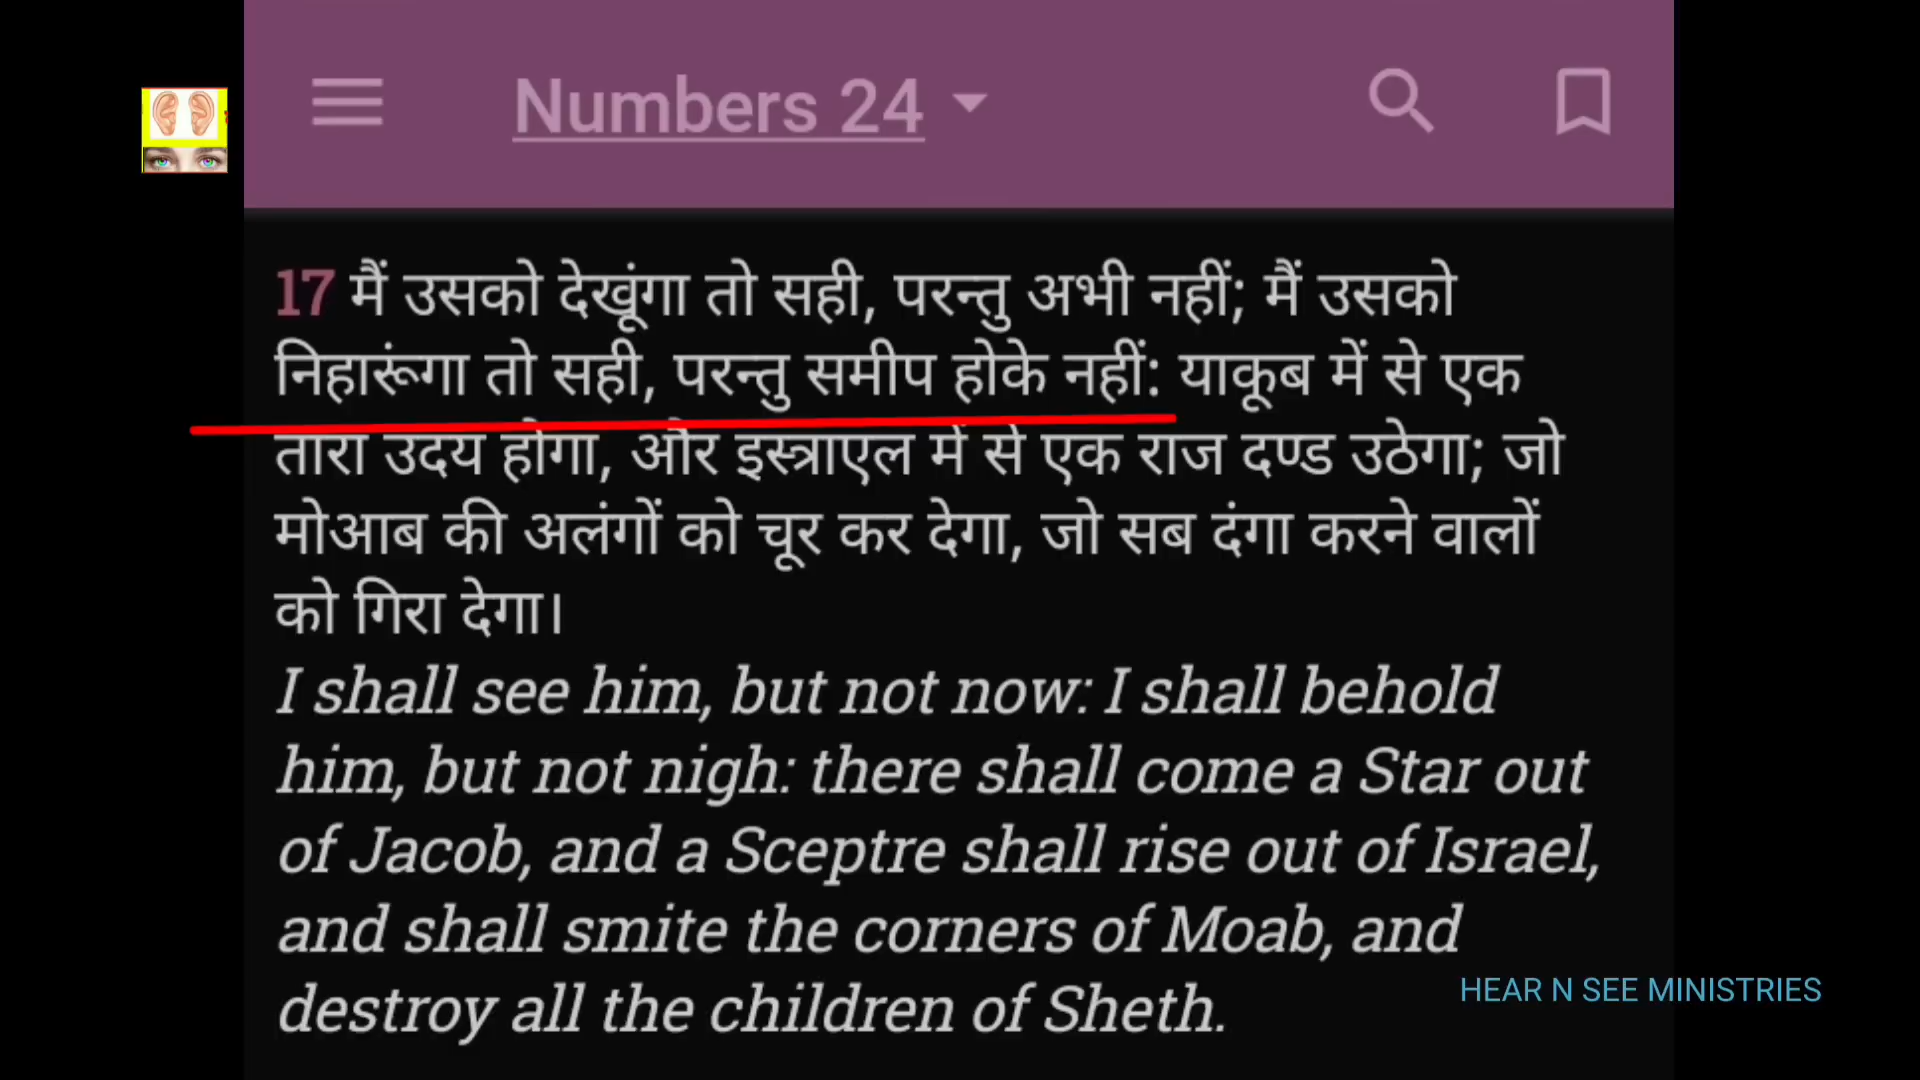 Numbers 24
17 मैं उसको देखूंगा तो सही, परन्तु अभी नहीं; मैं उसको
निहारूंगा तो सही, परन्तु समीप होके नहीं: याकूब में से एक
तारा उदय होगा, और इस्त्राएल में से एक राज दण्ड उठेगा; जो
मोआब की अलंगों को चूर कर देगा, जो सब दंगा करने वालों
को गिरा देगा।
I shall see him, but not now: I shall behold
him, but not nigh: there shall come a Star out
of Jacob, and a Sceptre shall rise out of Israel,
and shall smite the corners of Moab, and
destroy all the children of Sheth.
HEAR N SEE MINISTRIES